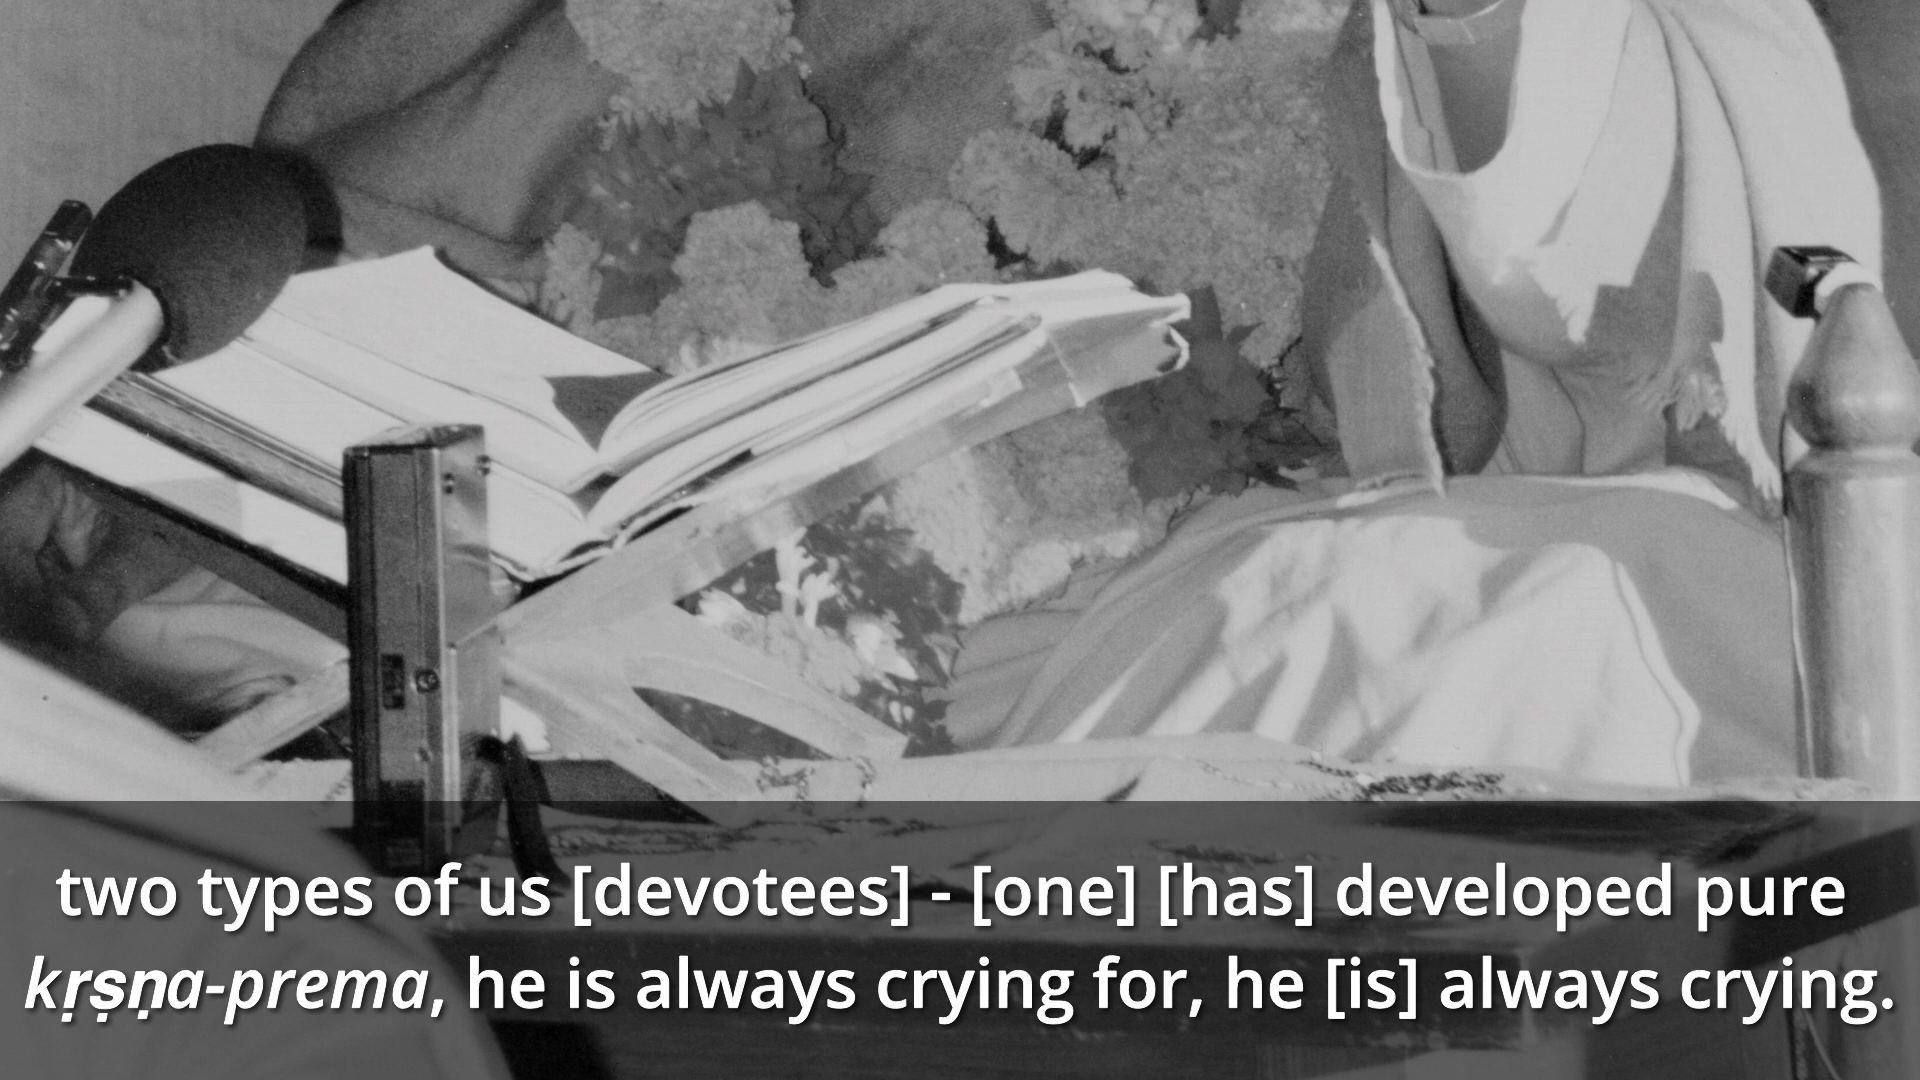 two types of us [devotees] - [one] [has] developed pure
kṛṣṇa-prema, he is always crying for, he [is] always crying.